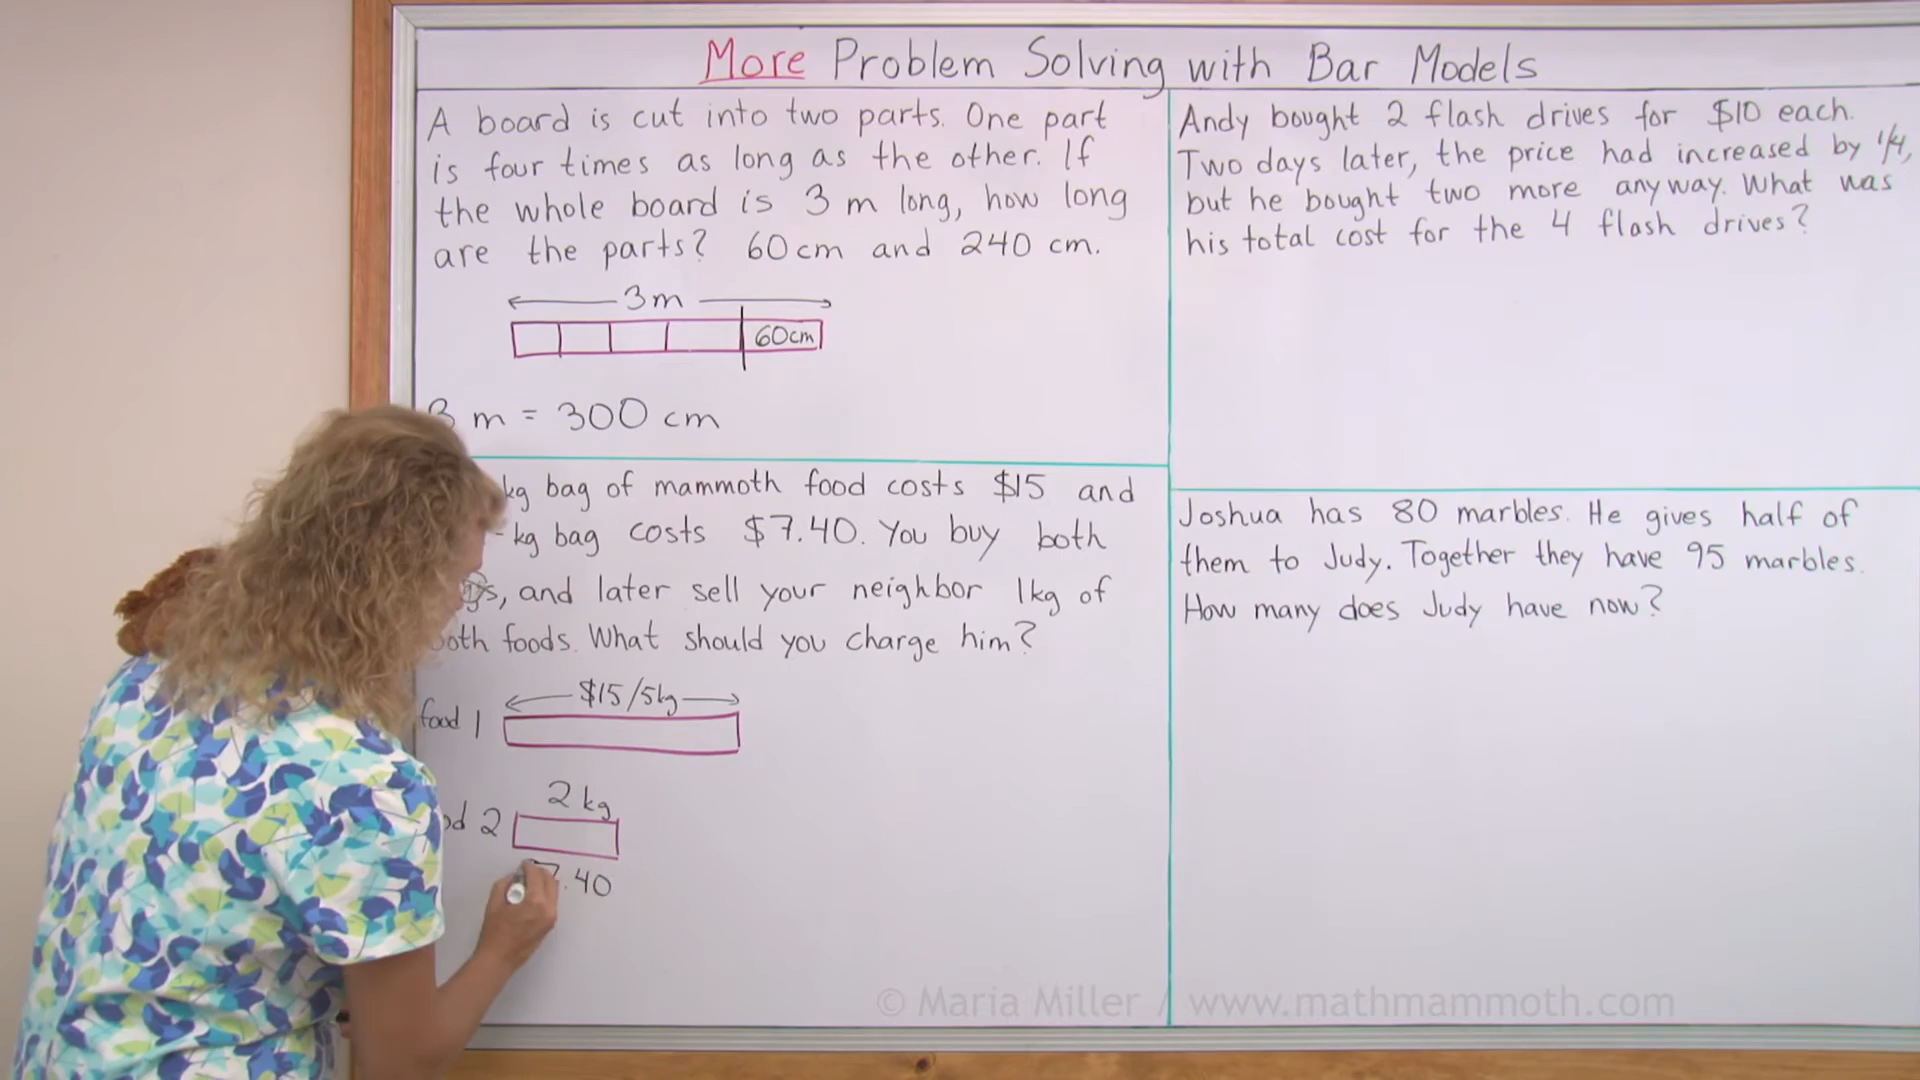 More Problem Solving with Bar Models
A board is cut into two parts. One part
is four times as long as the other. If
the whole board is 3 m long, how long
are the parts? 60cm and 240 cm.
3m
60cm
3 m = 300 cm
kg bag of mammoth food costs $15 and
-kg bag costs $7.40. You buy both
and later sell your neighbor 1kg of
both foods. What should you charge him?
food 1
$15/5kg
2 kg
2
7.40
Andy bought 2 flash drives for $10 each.
Two days later, the price had increased by 1/4,
but he bought two more anyway. What was
his total cost for the 4 flash drives?
Joshua has 80 marbles. He gives half of
them to Judy. Together they have 95 marbles.
How many does Judy have now?
© Maria Miller / www.mathmammoth.com